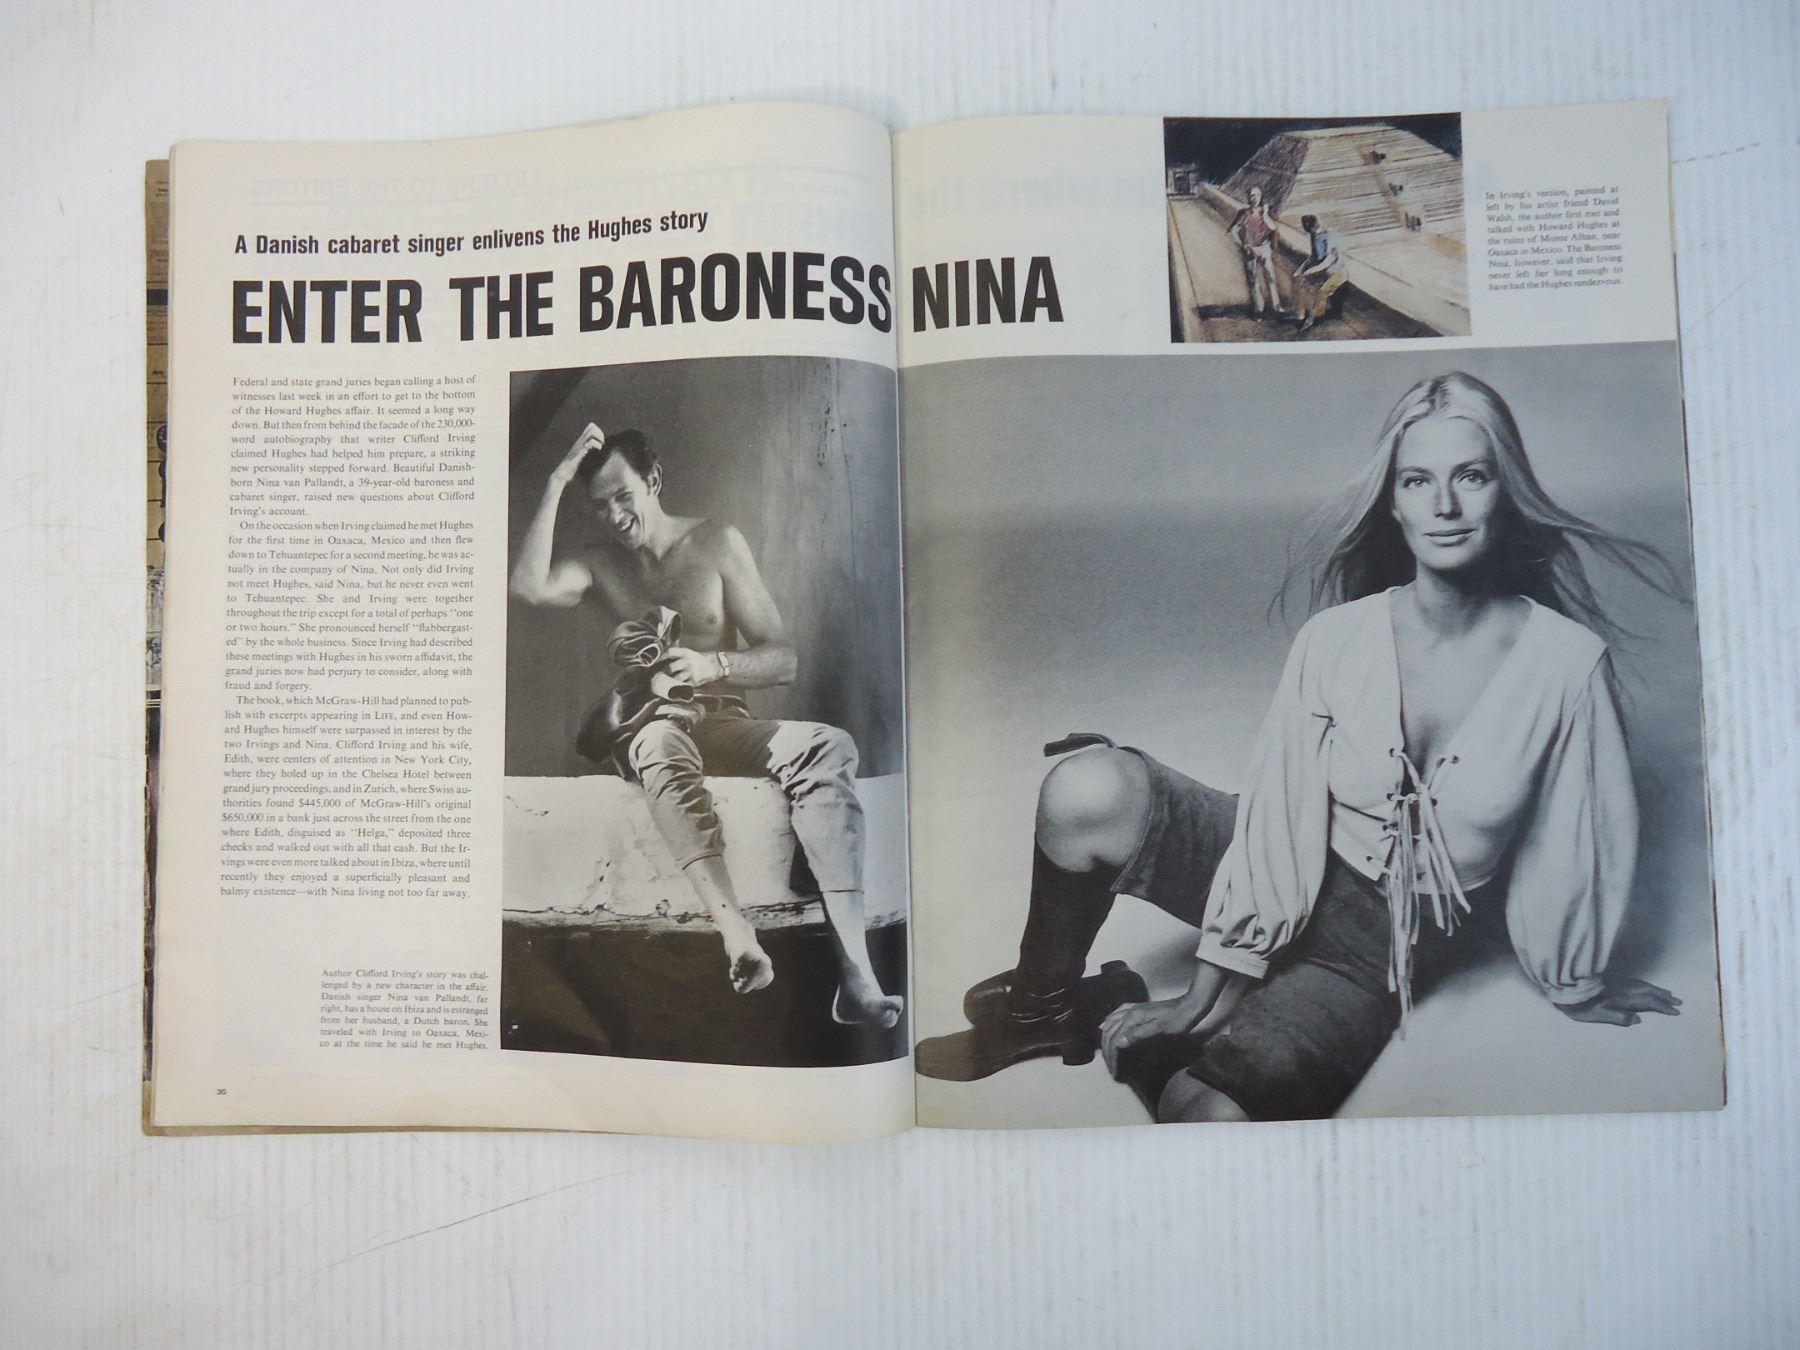 A Danish cabaret singer enlivens the Hughes story
ENTER THE BARONESS NINA
Federal and state grand juries began calling a host of
witnesses last week in an effort to get to the bottom
of the Howard Hughes affair. It seemed a long way
down. But then from behind the facade of the 230,000-
word autobiography that writer Clifford Irving
claimed Hughes had helped him prepare, a striking
new personality stepped forward. Beautiful Danish-
born Nina van Pallandt, a 39-year-old baroness and
cabaret singer, raised new questions about Clifford
Irving's account.
On the occasion when Irving claimed he met Hughes
for the first time in Oaxaca, Mexico and then flew
down to Tehuantepec for a second meeting, he was ac-
tually in the company of Nina. Not only did Irving
not meet Hughes, said Nina, but he never even went
to Tehuantepec. She and Irving were together
throughout the trip except for a total of perhaps "one
or two hours." She pronounced herself "flabbergast-
ed" by the whole business. Since Irving had described
these meetings with Hughes in his sworn affidavit, the
grand juries now had perjury to consider, along with
fraud and forgery.
The book, which McGraw-Hill had planned to pub-
lish with excerpts appearing in LIFE, and even How-
ard Hughes himself were surpassed in interest by the
two Irvings and Nina. Clifford Irving and his wife,
Edith, were centers of attention in New York City,
where they holed up in the Chelsea Hotel between
grand jury proceedings, and in Zurich, where Swiss au-
thorities found $445,000 of McGraw-Hill's original
$650,000 in a bank just across the street from the one
where Edith, disguised as "Helga," deposited three
checks and walked out with all that cash. But the Ir-
vings were even more talked about in Ibiza, where until
recently they enjoyed a superficially pleasant and
balmy existence—with Nina living not too far away.
Author Clifford Irving's story was chal-
lenged by a new character in the affair.
Danish singer Nina van Pallandt, far
right, has a house on Ibiza and is estranged
from her husband, a Dutch baron. She
traveled with Irving to Oaxaca, Mexi-
co at the time he said he met Hughes.
30
In Irving's version, painted at
left by his artist friend David
Walsh, the author first met and
talked with Howard Hughes at
the ruins of Monte Alban, near
Oaxaca in Mexico. The Baroness
Nina, however, said that Irving
never left her long enough to
have had the Hughes rendezvous.